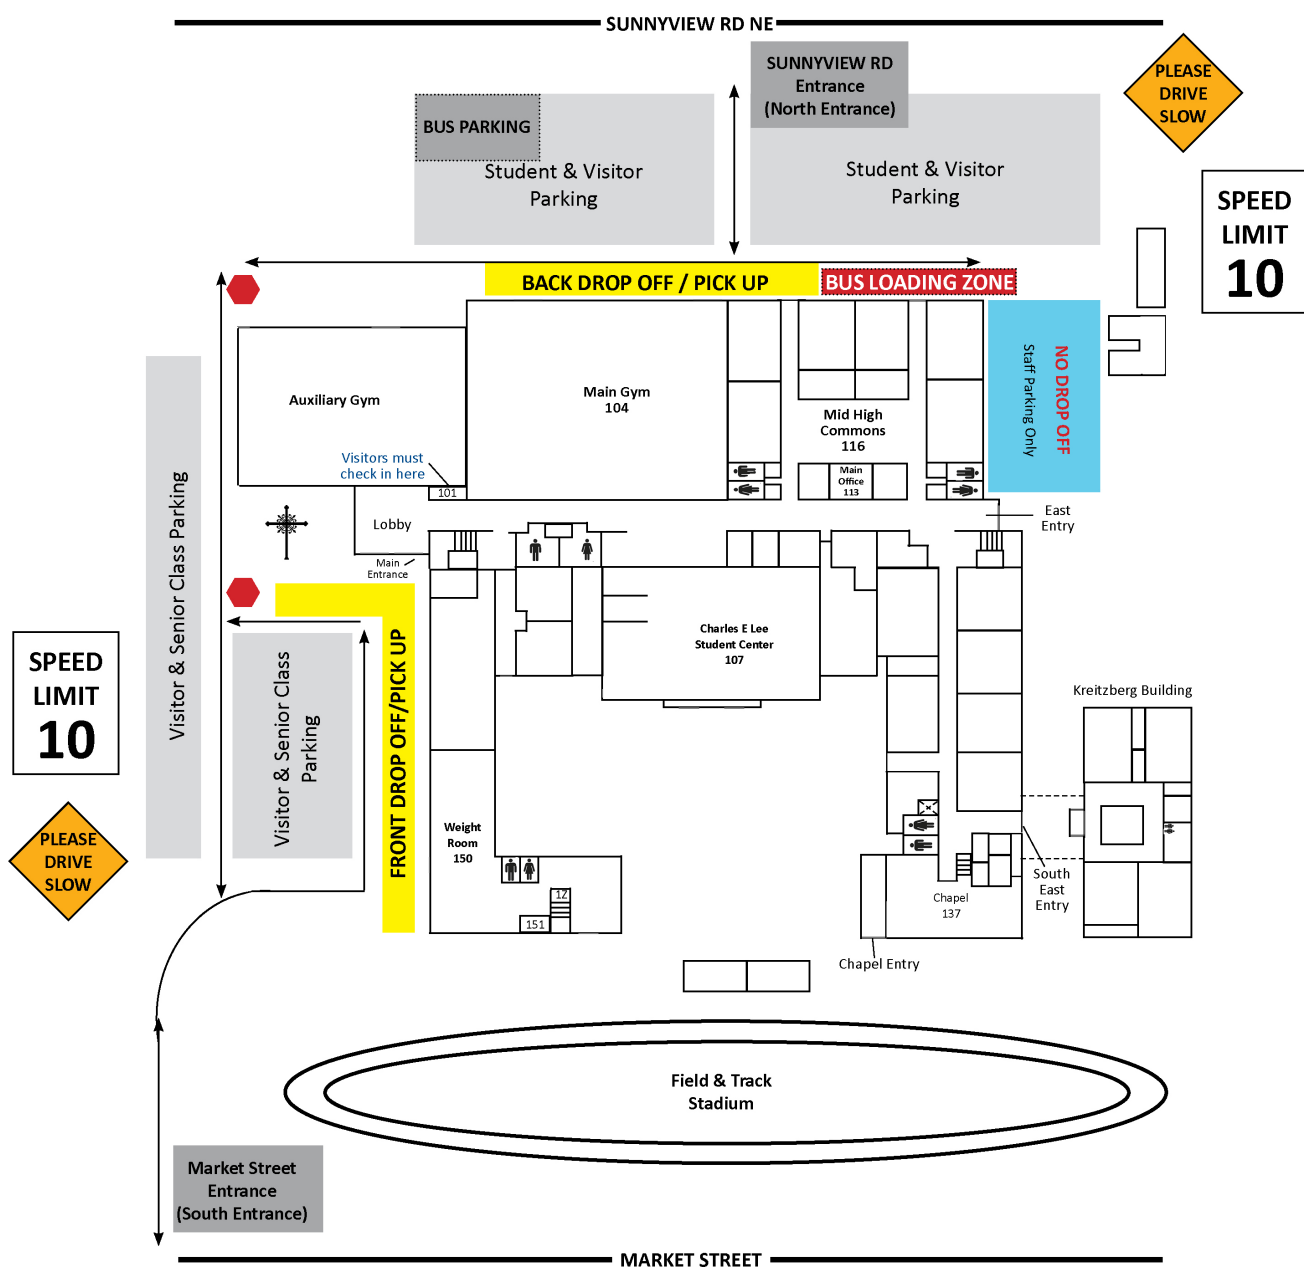 SUNNYVIEW RD NE
SUNNYVIEW RD
Entrance
(North Entrance)
PLEASE
DRIVE
SLOW
BUS PARKING
Student & Visitor
Parking
Student & Visitor
Parking
SPEED
LIMIT
10
BACK DROP OFF / PICK UP
BUS LOADING ZONE
NO DROP OFF
Staff Parking Only
Auxiliary Gym
Main Gym
104
Mid High
Commons
116
Visitors must
check in here
101
Main
Office
113
Lobby
Main
Entrance
East
Entry
Visitor & Senior Class Parking
Visitor & Senior Class
Parking
FRONT DROP OFF/PICK UP
Charles E Lee
Student Center
107
SPEED
LIMIT
10
Kreitzberg Building
PLEASE
DRIVE
SLOW
Weight
Room
150
12
151
Chapel
137
South
East
Entry
Chapel Entry
Field & Track
Stadium
Market Street
Entrance
(South Entrance)
MARKET STREET